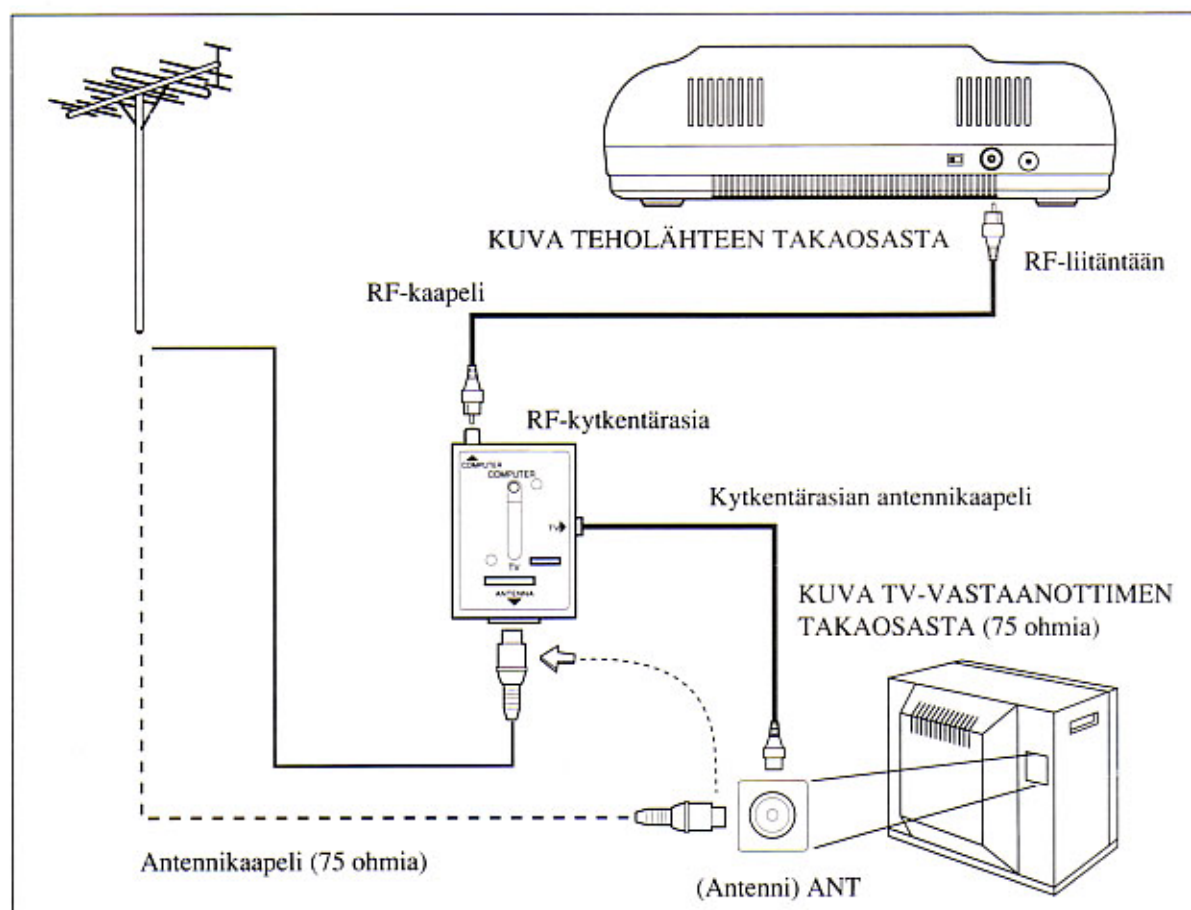 KUVA TEHOLÄHTEEN TAKAOSASTA
RF-liitäntään
RF-kaapeli
RF-kytkentärasia
COMPUTER
COMPUTER
TV
TV
ANTENNA
Kytkentärasian antennikaapeli
KUVA TV-VASTAANOTTIMEN
TAKAOSASTA (75 ohmia)
Antennikaapeli (75 ohmia)
(Antenni) ANT